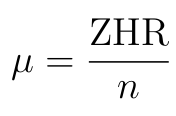 μ = ZHR / n